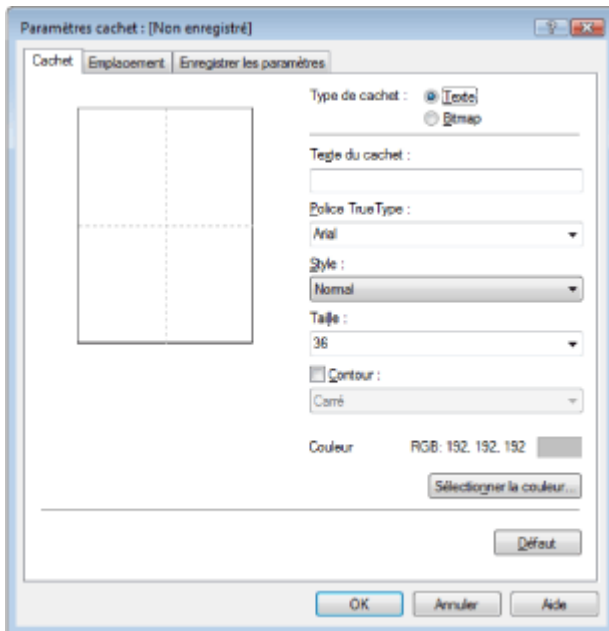 Paramètres cachet : [Non enregistré]
Cachet Emplacement Enregistrer les paramètres
Type de cachet : Texte
Bitmap
Texte du cachet :
Police TrueType :
Arial
Style :
Normal
Taille :
36
Contour :
Carré
Couleur RGB: 192, 192, 192
Sélectionner la couleur...
Défaut
OK Annuler Aide